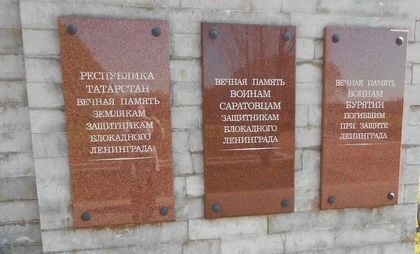 РЕСПУБЛИКА
ТАТАРСТАН
ВЕЧНАЯ ПАМЯТЬ
ЗЕМЛЯКАМ
ЗАЩИТНИКАМ
БЛОКАДНОГО
ЛЕНИНГРАДА
ВЕЧНАЯ ПАМЯТЬ
ВОИНАМ
САРАТОВЦАМ
ЗАЩИТНИКАМ
БЛОКАДНОГО
ЛЕНИНГРАДА
ВЕЧНАЯ ПАМЯТЬ
ВОИНАМ
БУРЯТИИ
ПОГИБШИМ
ПРИ ЗАЩИТЕ
ЛЕНИНГРАДА